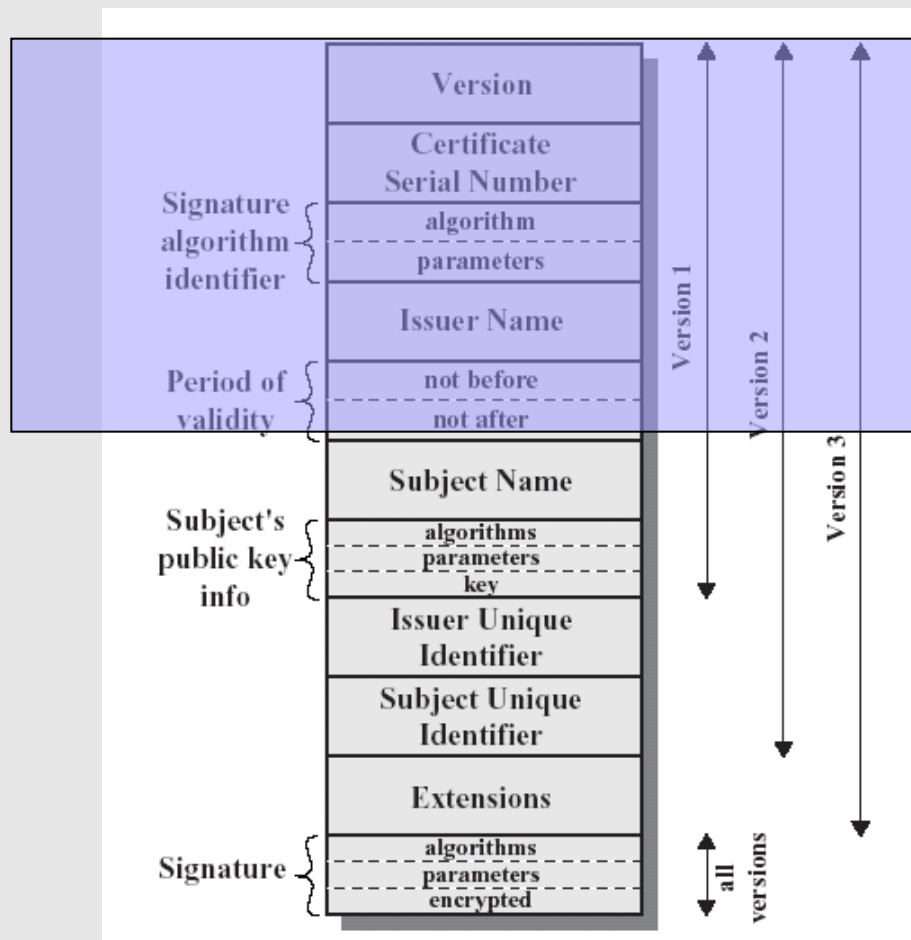 Version
Certificate
Serial Number
Signature
algorithm
identifier
algorithm
parameters
Issuer Name
Period of
validity
not before
not after
Subject Name
Subject's
public key
info
algorithms
parameters
key
Issuer Unique
Identifier
Subject Unique
Identifier
Extensions
Signature
algorithms
parameters
encrypted
Version 1
Version 2
Version 3
all
versions